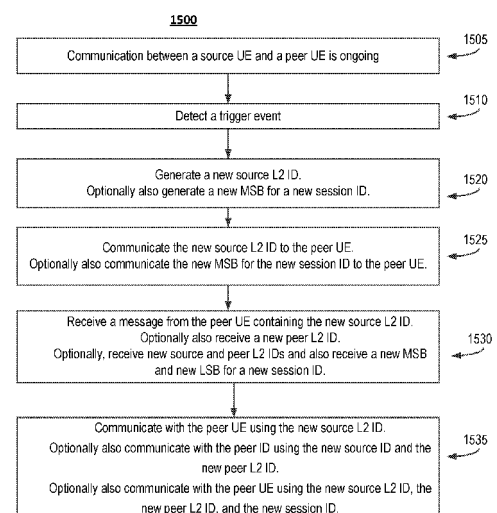 1500
Communication between a source UE and a peer UE is ongoing
1505
Detect a trigger event
1510
Generate a new source L2 ID.
Optionally also generate a new MSB for a new session ID.
1520
Communicate the new source L2 ID to the peer UE.
Optionally also communicate the new MSB for the new session ID to the peer UE.
1525
Receive a message from the peer UE containing the new source L2 ID.
Optionally also receive a new peer L2 ID.
Optionally, receive new source and peer L2 IDs and also receive a new MSB
and new LSB for a new session ID.
1530
Communicate with the peer UE using the new source L2 ID.
Optionally also communicate with the peer ID using the new source ID and the
new peer L2 ID.
Optionally also communicate with the peer UE using the new source L2 ID, the
new peer L2 ID, and the new session ID.
1535